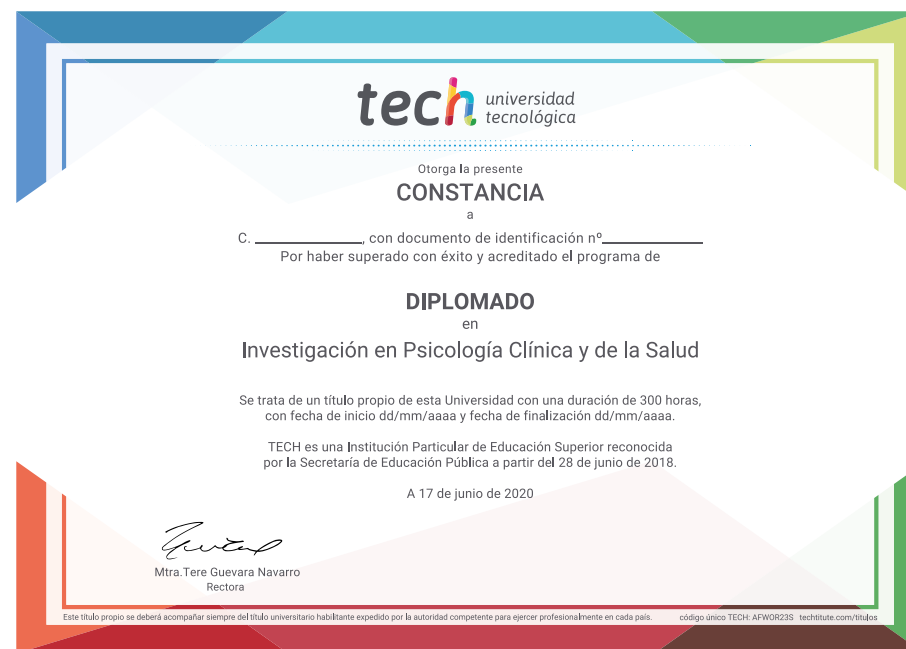 tech universidad
tecnológica
Otorga la presente
CONSTANCIA
a
C. ____________, con documento de identificación nº____________
Por haber superado con éxito y acreditado el programa de
DIPLOMADO
en
Investigación en Psicología Clínica y de la Salud
Se trata de un título propio de esta Universidad con una duración de 300 horas,
con fecha de inicio dd/mm/aaaa y fecha de finalización dd/mm/aaaa.
TECH es una Institución Particular de Educación Superior reconocida
por la Secretaría de Educación Pública a partir del 28 de junio de 2018.
A 17 de junio de 2020
Mtra.Tere Guevara Navarro
Rectora
Este título propio se deberá acompañar siempre del título universitario habilitante expedido por la autoridad competente para ejercer profesionalmente en cada país. código único TECH: AFWOR23S techtitute.com/titulos